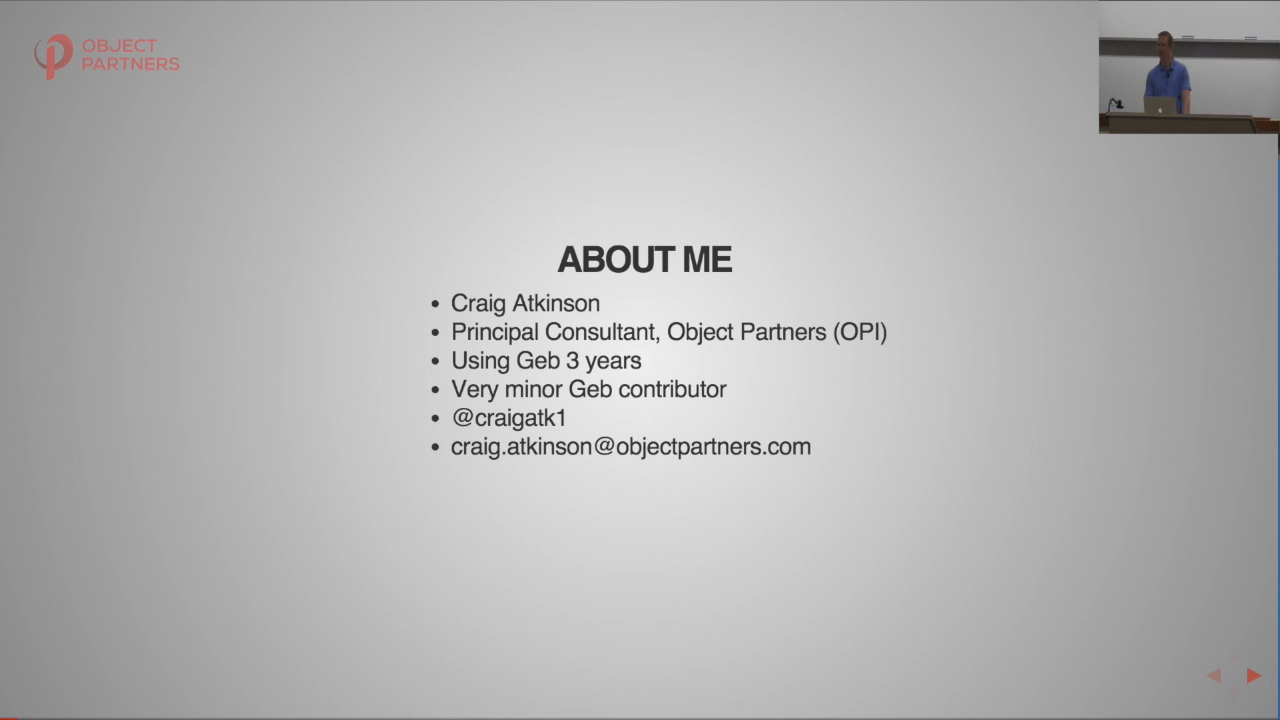 OBJECT
PARTNERS
ABOUT ME
Craig Atkinson
Principal Consultant, Object Partners (OPI)
Using Geb 3 years
Very minor Geb contributor
@craigatk1
craig.atkinson@objectpartners.com